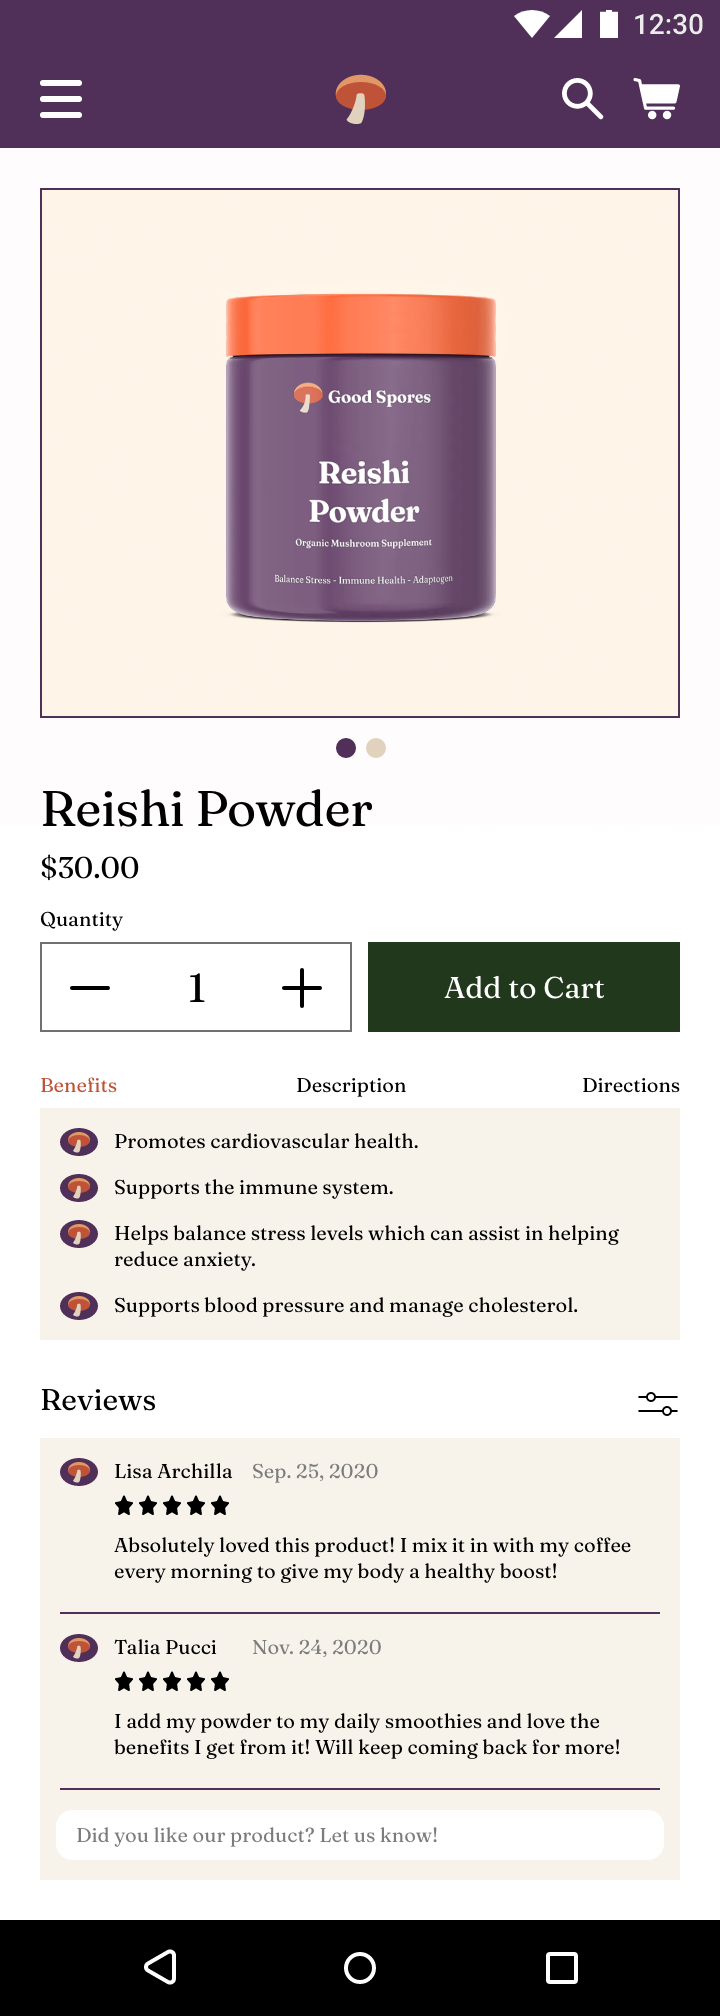 12:30
Good Spores
Reishi
Powder
Organic Mushroom Supplement
Balance Stress - Immune Health - Adaptogen
Reishi Powder
$30.00
Quantity
1
Add to Cart
Benefits Description Directions
Promotes cardiovascular health.
Supports the immune system.
Helps balance stress levels which can assist in helping
reduce anxiety.
Supports blood pressure and manage cholesterol.
Reviews
Lisa Archilla Sep. 25, 2020
Absolutely loved this product! I mix it in with my coffee
every morning to give my body a healthy boost!
Talia Pucci Nov. 24, 2020
I add my powder to my daily smoothies and love the
benefits I get from it! Will keep coming back for more!
Did you like our product? Let us know!